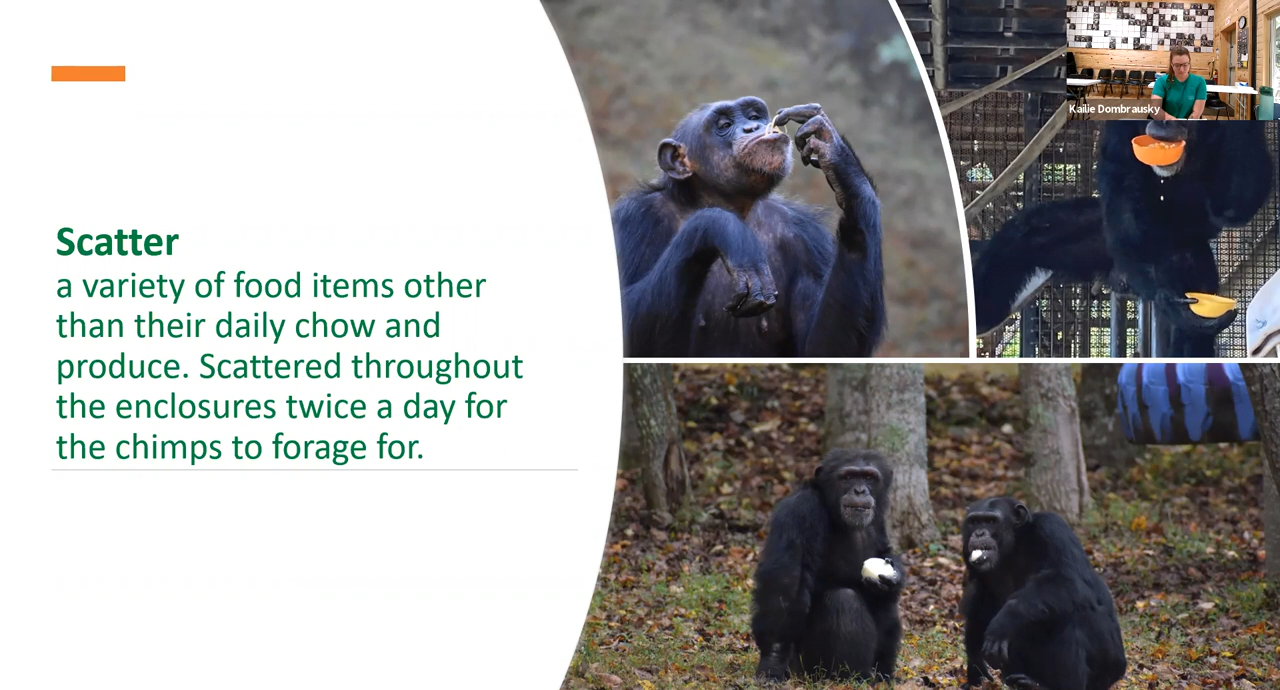 Scatter
a variety of food items other
than their daily chow and
produce. Scattered throughout
the enclosures twice a day for
the chimps to forage for.
Kailie Dombrausky